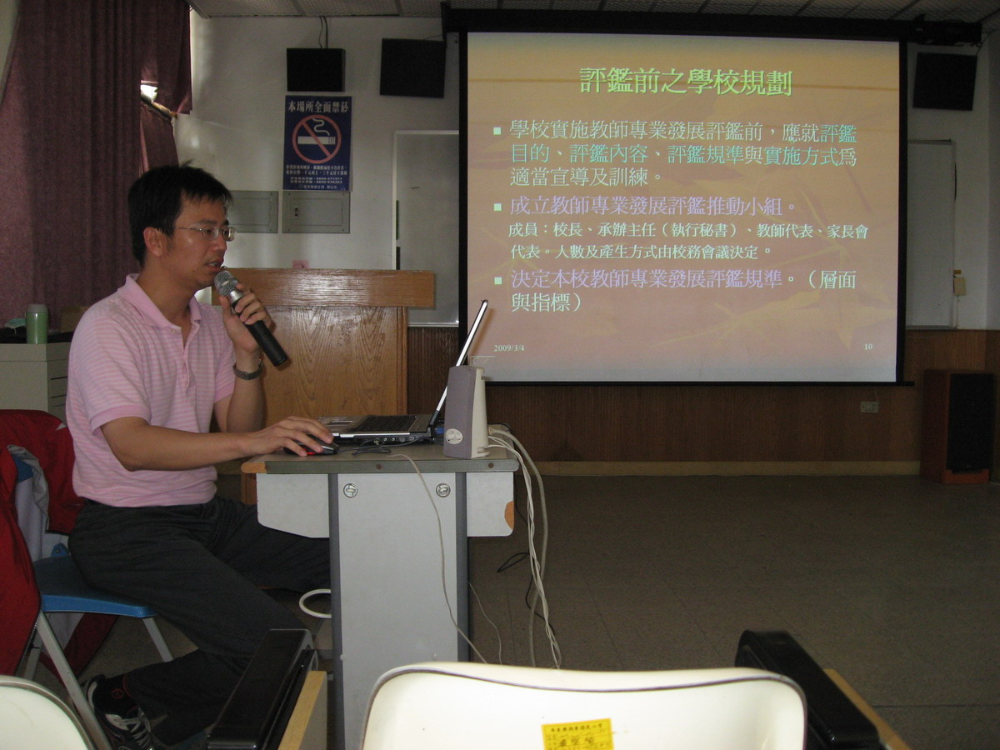 本場所全面禁菸
評鑑前之學校規劃
學校實施教師專業發展評鑑前，應就評鑑
目的、評鑑內容、評鑑規準與實施方式為
適當宣導及訓練。
成立教師專業發展評鑑推動小組。
成員：校長、承辦主任（執行秘書）、教師代表、家長會
代表。人數及產生方式由校務會議決定。
決定本校教師專業發展評鑑規準。（層面
與指標）
2009/3/4
10